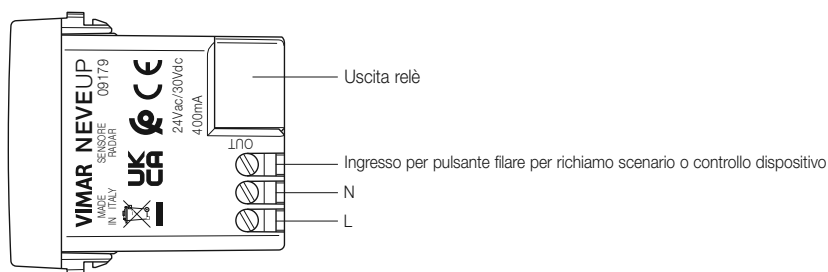 VIMAR NEVEUP
MADE IN ITALY
SENSORE RADAR
09179
UK CA
CE
24Vac/30Vdc
400mA
OUT
Uscita relè
Ingresso per pulsante filare per richiamo scenario o controllo dispositivo
N
L